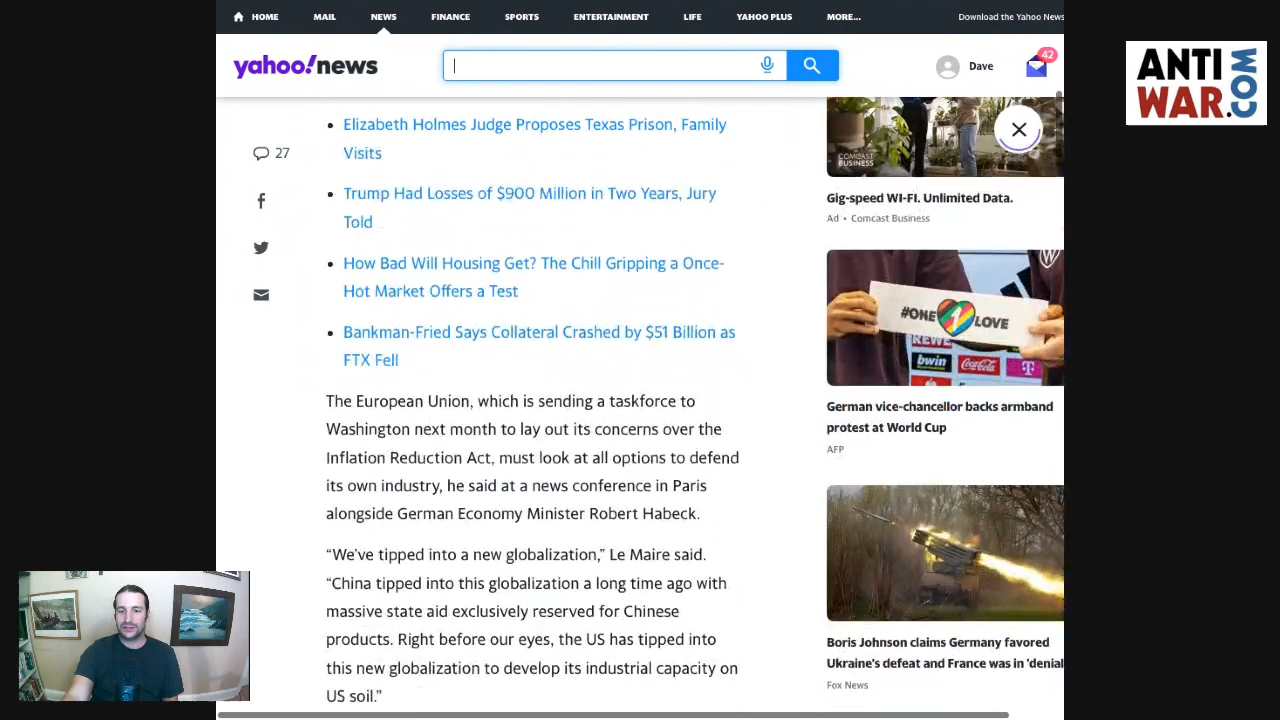 HOME MAIL NEWS FINANCE SPORTS ENTERTAINMENT LIFE YAHOO PLUS MORE... Download the Yahoo News
yahoo!news
Dave
42
ANTI
WAR.COM
27
Elizabeth Holmes Judge Proposes Texas Prison, Family
Visits
Trump Had Losses of $900 Million in Two Years, Jury
Told
How Bad Will Housing Get? The Chill Gripping a Once-
Hot Market Offers a Test
Bankman-Fried Says Collateral Crashed by $51 Billion as
FTX Fell
The European Union, which is sending a taskforce to
Washington next month to lay out its concerns over the
Inflation Reduction Act, must look at all options to defend
its own industry, he said at a news conference in Paris
alongside German Economy Minister Robert Habeck.
“We’ve tipped into a new globalization,” Le Maire said.
“China tipped into this globalization a long time ago with
massive state aid exclusively reserved for Chinese
products. Right before our eyes, the US has tipped into
this new globalization to develop its industrial capacity on
US soil.”
COMCAST
BUSINESS
Gig-speed WI-FI. Unlimited Data.
Ad • Comcast Business
#ONE 1 LOVE
REWE
bwin Coca-Cola T
German vice-chancellor backs armband
protest at World Cup
AFP
Boris Johnson claims Germany favored
Ukraine's defeat and France was in 'denial
Fox News